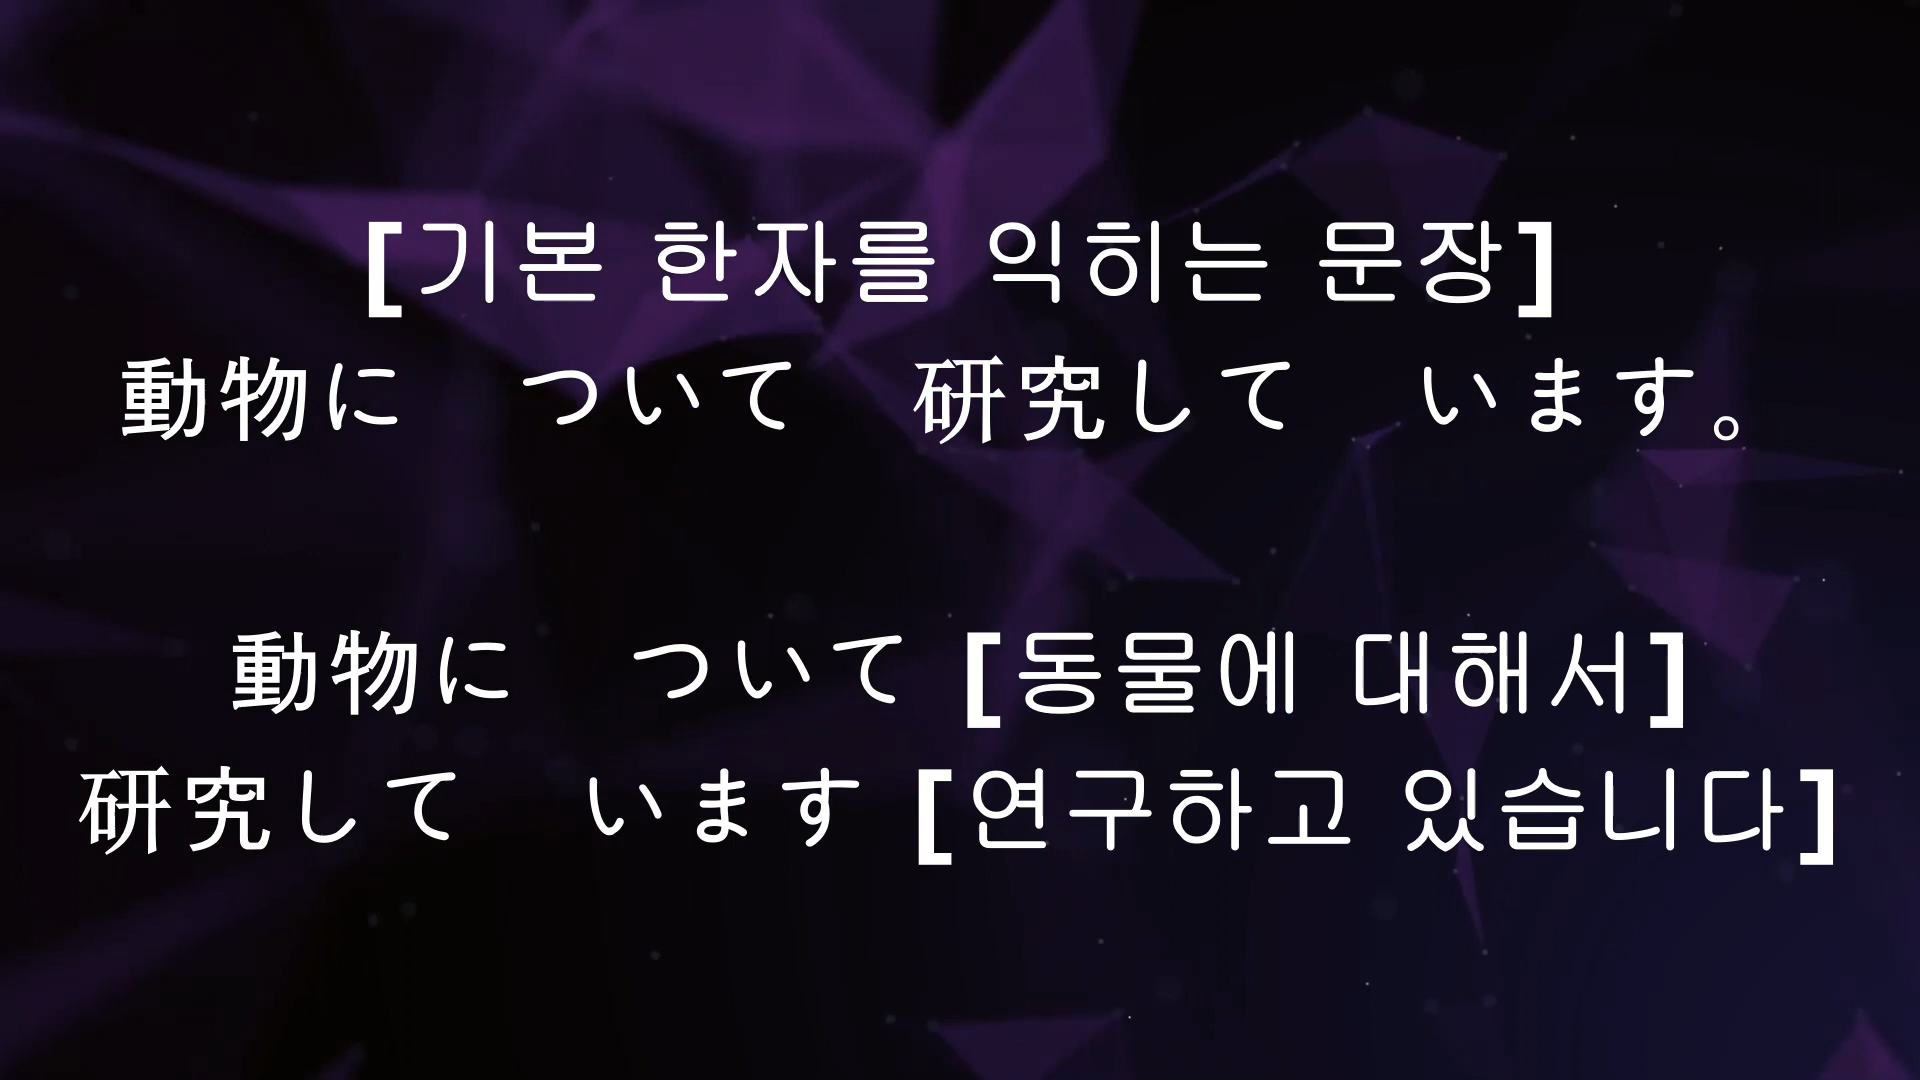 [기본 한자를 익히는 문장]
動物に　ついて　研究して　います。
動物に　ついて [동물에 대해서]
研究して　います [연구하고 있습니다]